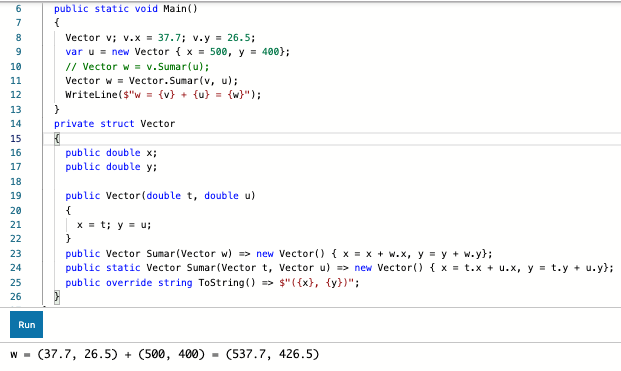 6 public static void Main()
7 {
8 Vector v; v.x = 37.7; v.y = 26.5;
9 var u = new Vector { x = 500, y = 400};
10 // Vector w = v.Sumar(u);
11 Vector w = Vector.Sumar(v, u);
12 WriteLine($"w = {v} + {u} = {w}");
13 }
14 private struct Vector
15 {
16 public double x;
17 public double y;
18
19 public Vector(double t, double u)
20 {
21 x = t; y = u;
22 }
23 public Vector Sumar(Vector w) => new Vector() { x = x + w.x, y = y + w.y};
24 public static Vector Sumar(Vector t, Vector u) => new Vector() { x = t.x + u.x, y = t.y + u.y};
25 public override string ToString() => $"({x}, {y})";
26 }
Run
w = (37.7, 26.5) + (500, 400) = (537.7, 426.5)